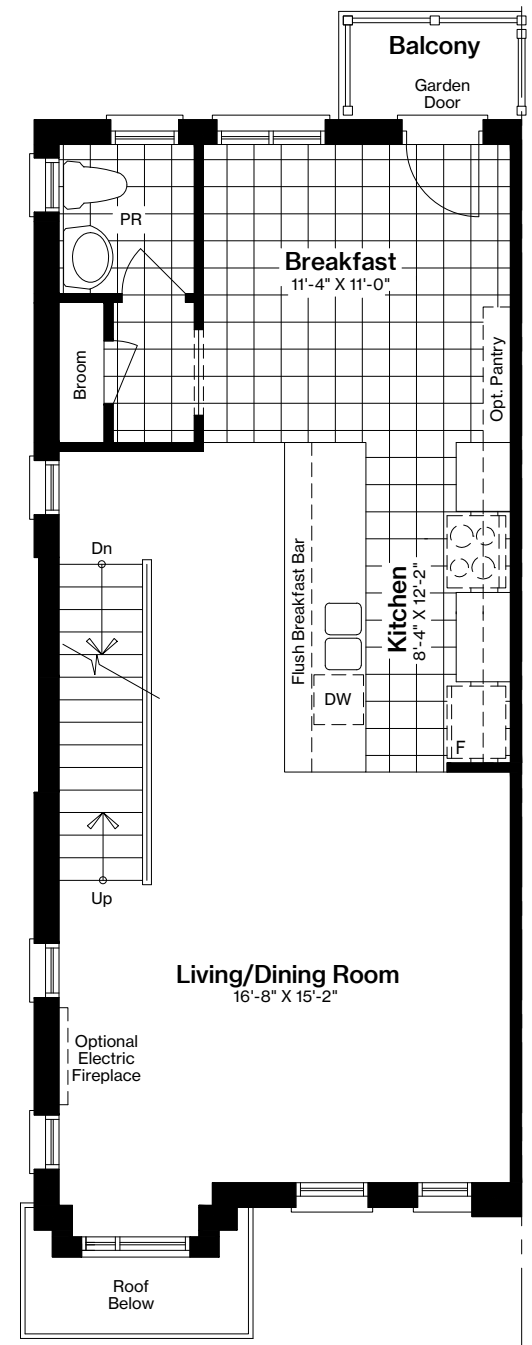 Balcony
Garden
Door
PR
Breakfast
11'-4" X 11'-0"
Broom
Opt. Pantry
Dn
Flush Breakfast Bar
Kitchen
8'-4" X 12'-2"
DW
F
Up
Living/Dining Room
16'-8" X 15'-2"
Optional
Electric
Fireplace
Roof
Below